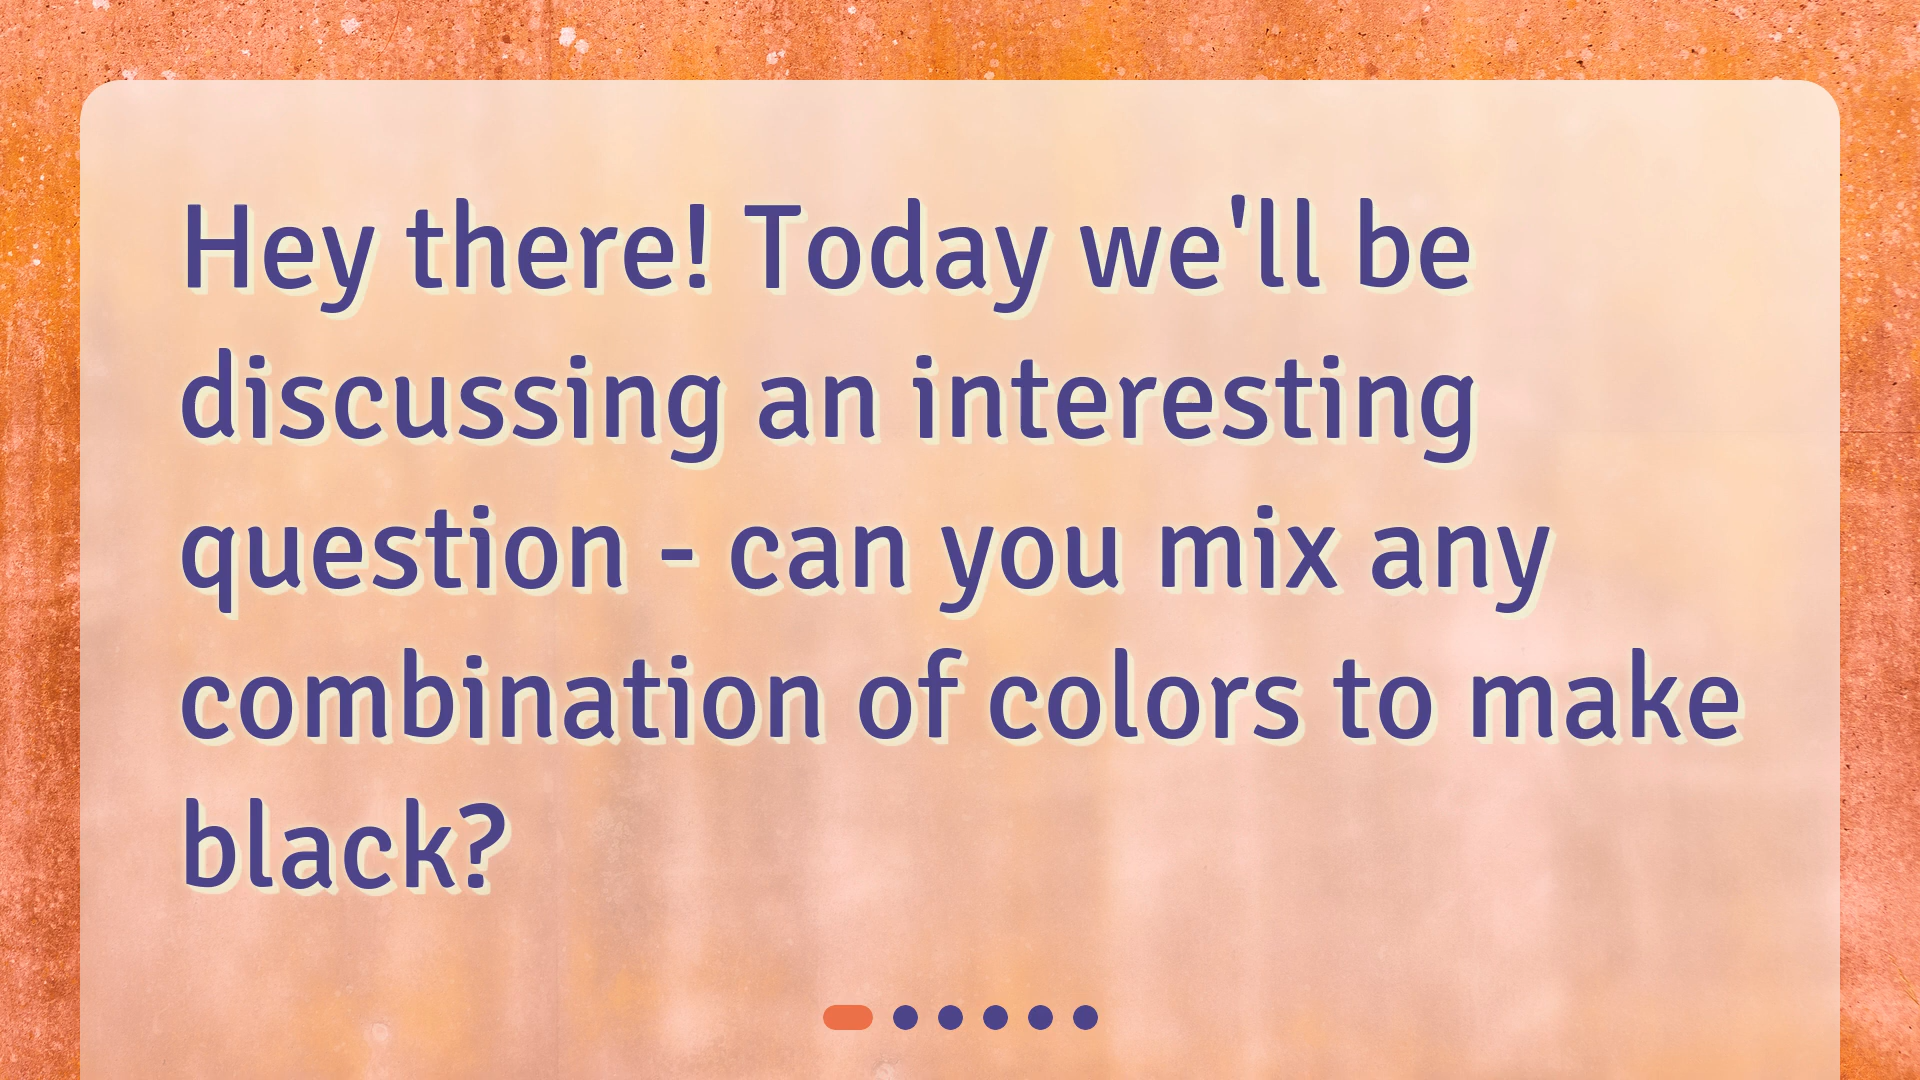 Hey there! Today we'll be
discussing an interesting
question - can you mix any
combination of colors to make
black?